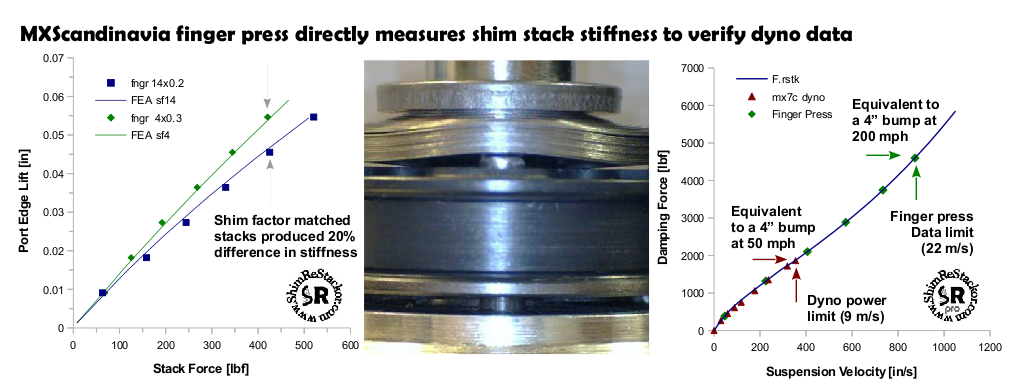 MXScandinavia finger press directly measures shim stack stiffness to verify dyno data
0.07
0.06
0.05
0.04
0.03
0.02
0.01
0
Port Edge Lift [in]
fngr 14x0.2
FEA sf14
fngr 4x0.3
FEA sf4
Shim factor matched
stacks produced 20%
difference in stiffness
www.ShimReStackor.com
SR
0 100 200 300 400 500 600
Stack Force [lbf]
7000
6000
5000
4000
3000
2000
1000
0
Damping Force [lbf]
F.rstk
mx7c dyno
Finger Press
Equivalent to
a 4” bump at
200 mph
Equivalent
to a 4” bump
at 50 mph
Finger press
Data limit
(22 m/s)
Dyno power
limit (9 m/s)
www.ShimReStackor.com
SR
pro
0 200 400 600 800 1000 1200
Suspension Velocity [in/s]